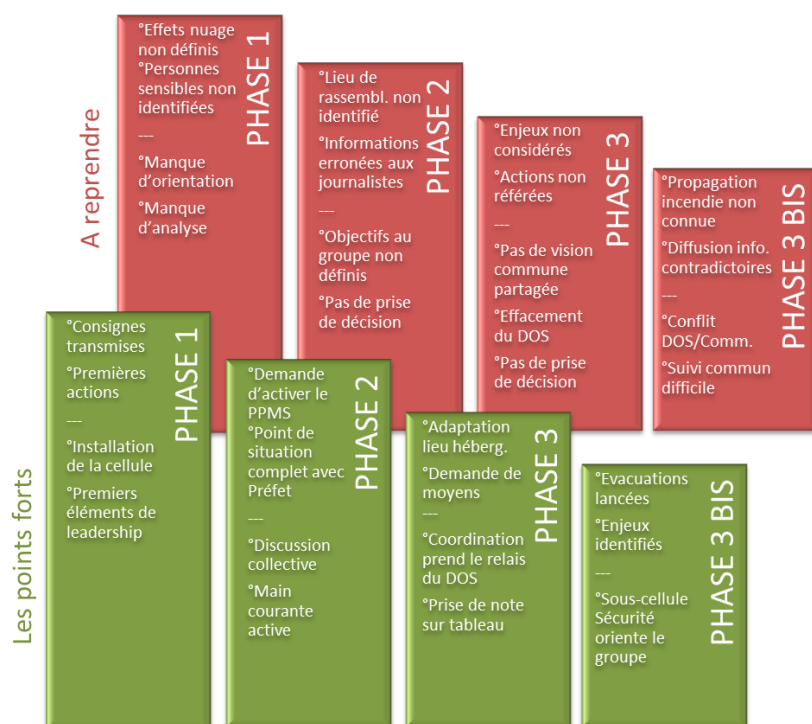 A reprendre
PHASE 1
°Effets nuage
non définis
°Personnes
sensibles non
identifiées
---
°Manque
d'orientation
°Manque
d'analyse
PHASE 2
°Lieu de
rassembl. non
identifié
°Informations
erronées aux
journalistes
---
°Objectifs au
groupe non
définis
°Pas de prise
de décision
PHASE 3
°Enjeux non
considérés
°Actions non
référées
---
°Pas de vision
commune
partagée
°Effacement
du DOS
°Pas de prise
de décision
PHASE 3 BIS
°Propagation
incendie non
connue
°Diffusion info.
contradictoires
---
°Conflit
DOS/Comm.
°Suivi commun
difficile
Les points forts
PHASE 1
°Consignes
transmises
°Premières
actions
---
°Installation
de la cellule
°Premiers
éléments de
leadership
PHASE 2
°Demande
d'activer le
PPMS
°Point de
situation
complet avec
Préfet
---
°Discussion
collective
°Main
courante
active
PHASE 3
°Adaptation
lieu héberg.
°Demande de
moyens
---
°Coordination
prend le relais
du DOS
°Prise de note
sur tableau
PHASE 3 BIS
°Evacuations
lancées
°Enjeux
identifiés
---
°Sous-cellule
Sécurité
oriente le
groupe